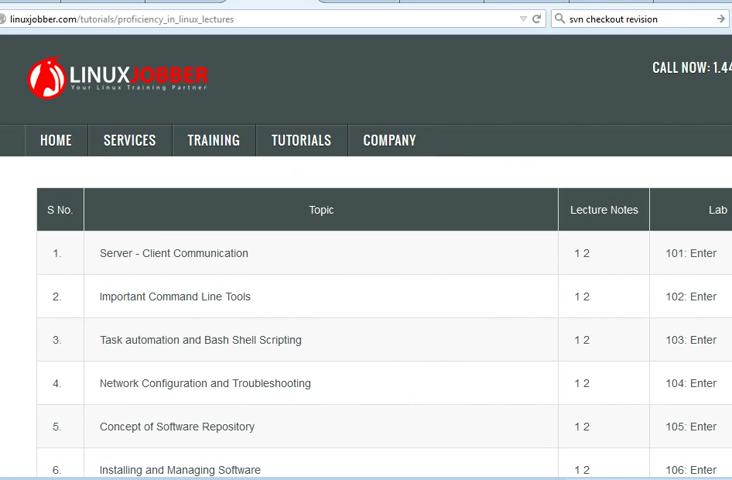 linuxjobber.com/tutorials/proficiency_in_linux_lectures
svn checkout revision
LINUXJOBBER
Your Linux Training Partner
CALL NOW: 1.44
HOME SERVICES TRAINING TUTORIALS COMPANY
S No. Topic Lecture Notes Lab
1. Server - Client Communication 1 2 101: Enter
2. Important Command Line Tools 1 2 102: Enter
3. Task automation and Bash Shell Scripting 1 2 103: Enter
4. Network Configuration and Troubleshooting 1 2 104: Enter
5. Concept of Software Repository 1 2 105: Enter
6. Installing and Managing Software 1 2 106: Enter